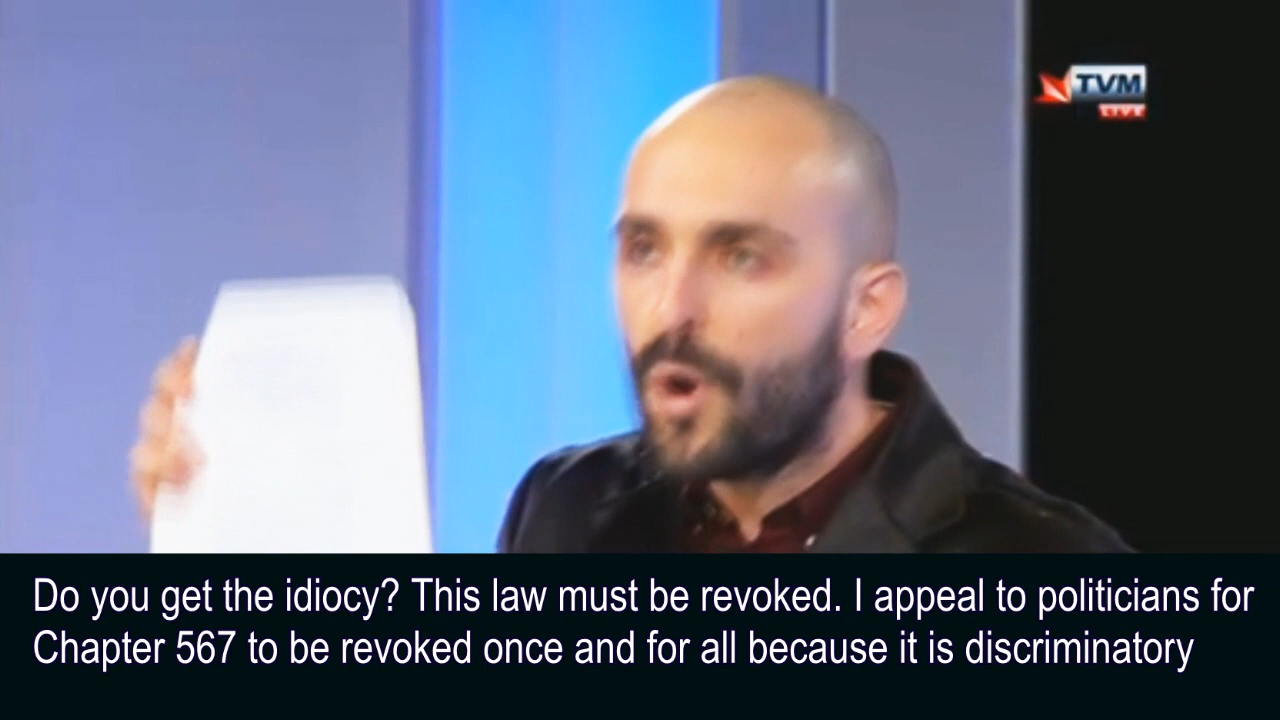 TVM
LIVE
Do you get the idiocy? This law must be revoked. I appeal to politicians for
Chapter 567 to be revoked once and for all because it is discriminatory